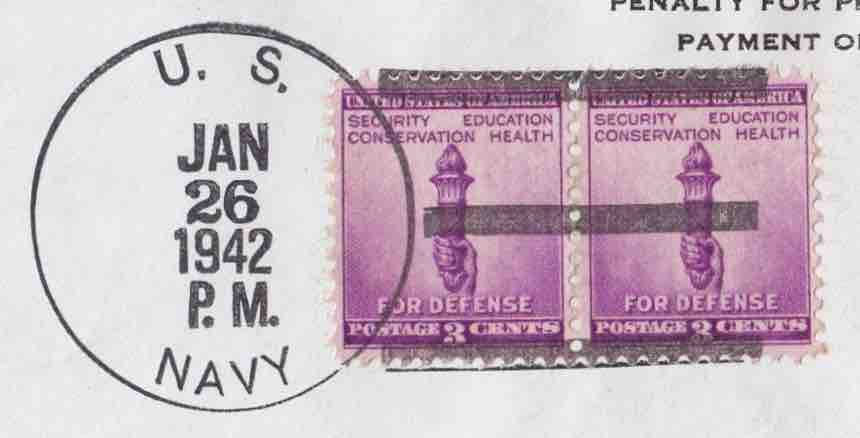 PENALTY FOR
PAYMENT
U. S.
JAN
26
1942
P. M.
NAVY
UNITED STATES OF AMERICA
SECURITY EDUCATION
CONSERVATION HEALTH
FOR DEFENSE
POSTAGE 3 CENTS
UNITED STATES OF AMERICA
SECURITY EDUCATION
CONSERVATION HEALTH
FOR DEFENSE
POSTAGE 3 CENTS